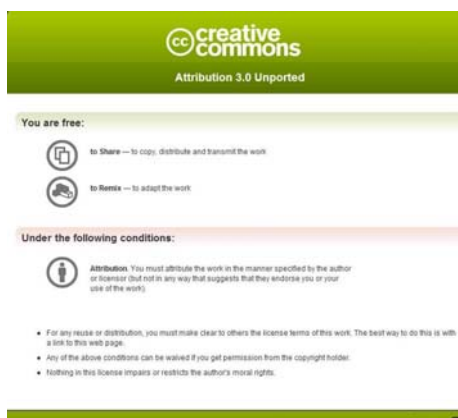 cc creative
commons
Attribution 3.0 Unported
You are free:
to Share — to copy, distribute and transmit the work
to Remix — to adapt the work
Under the following conditions:
Attribution. You must attribute the work in the manner specified by the author
or licensor (but not in any way that suggests that they endorse you or your
use of the work).
For any reuse or distribution, you must make clear to others the license terms of this work. The best way to do this is with
a link to this web page.
Any of the above conditions can be waived if you get permission from the copyright holder.
Nothing in this license impairs or restricts the author's moral rights.